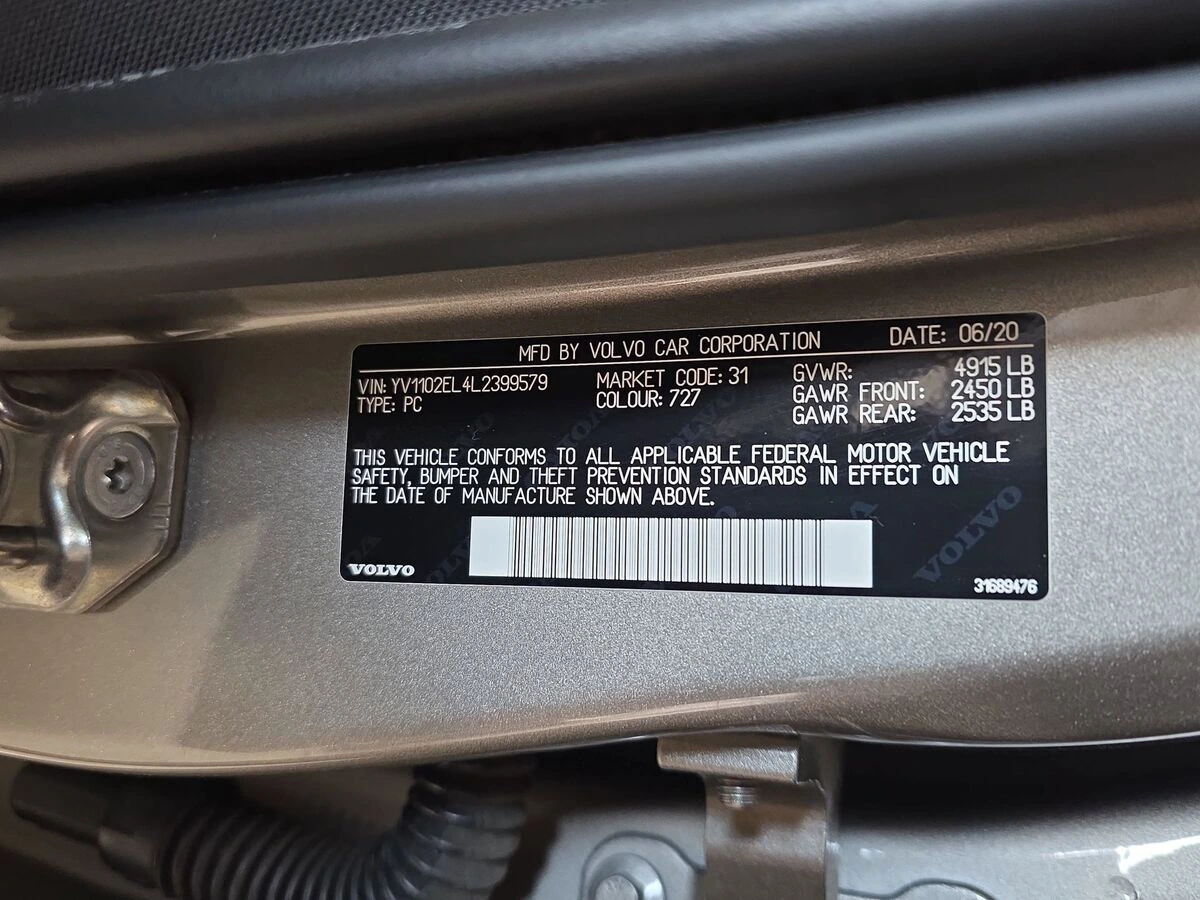 MFD BY VOLVO CAR CORPORATION DATE: 06/20
VIN: YV1102EL4L2399579 MARKET CODE: 31 GVWR: 4915 LB
TYPE: PC COLOUR: 727 GAWR FRONT: 2450 LB
GAWR REAR: 2535 LB
THIS VEHICLE CONFORMS TO ALL APPLICABLE FEDERAL MOTOR VEHICLE
SAFETY, BUMPER AND THEFT PREVENTION STANDARDS IN EFFECT ON
THE DATE OF MANUFACTURE SHOWN ABOVE.
VOLVO
VOLVO
31689476